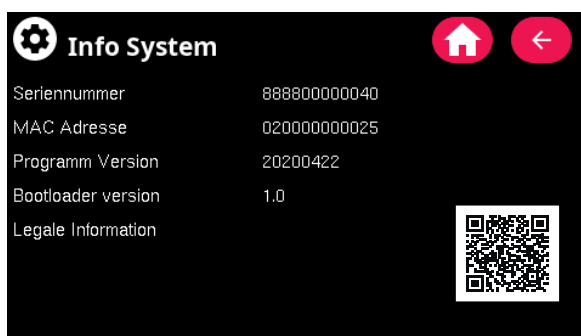 Info System
Seriennummer 888800000040
MAC Adresse 020000000025
Programm Version 20200422
Bootloader version 1.0
Legale Information